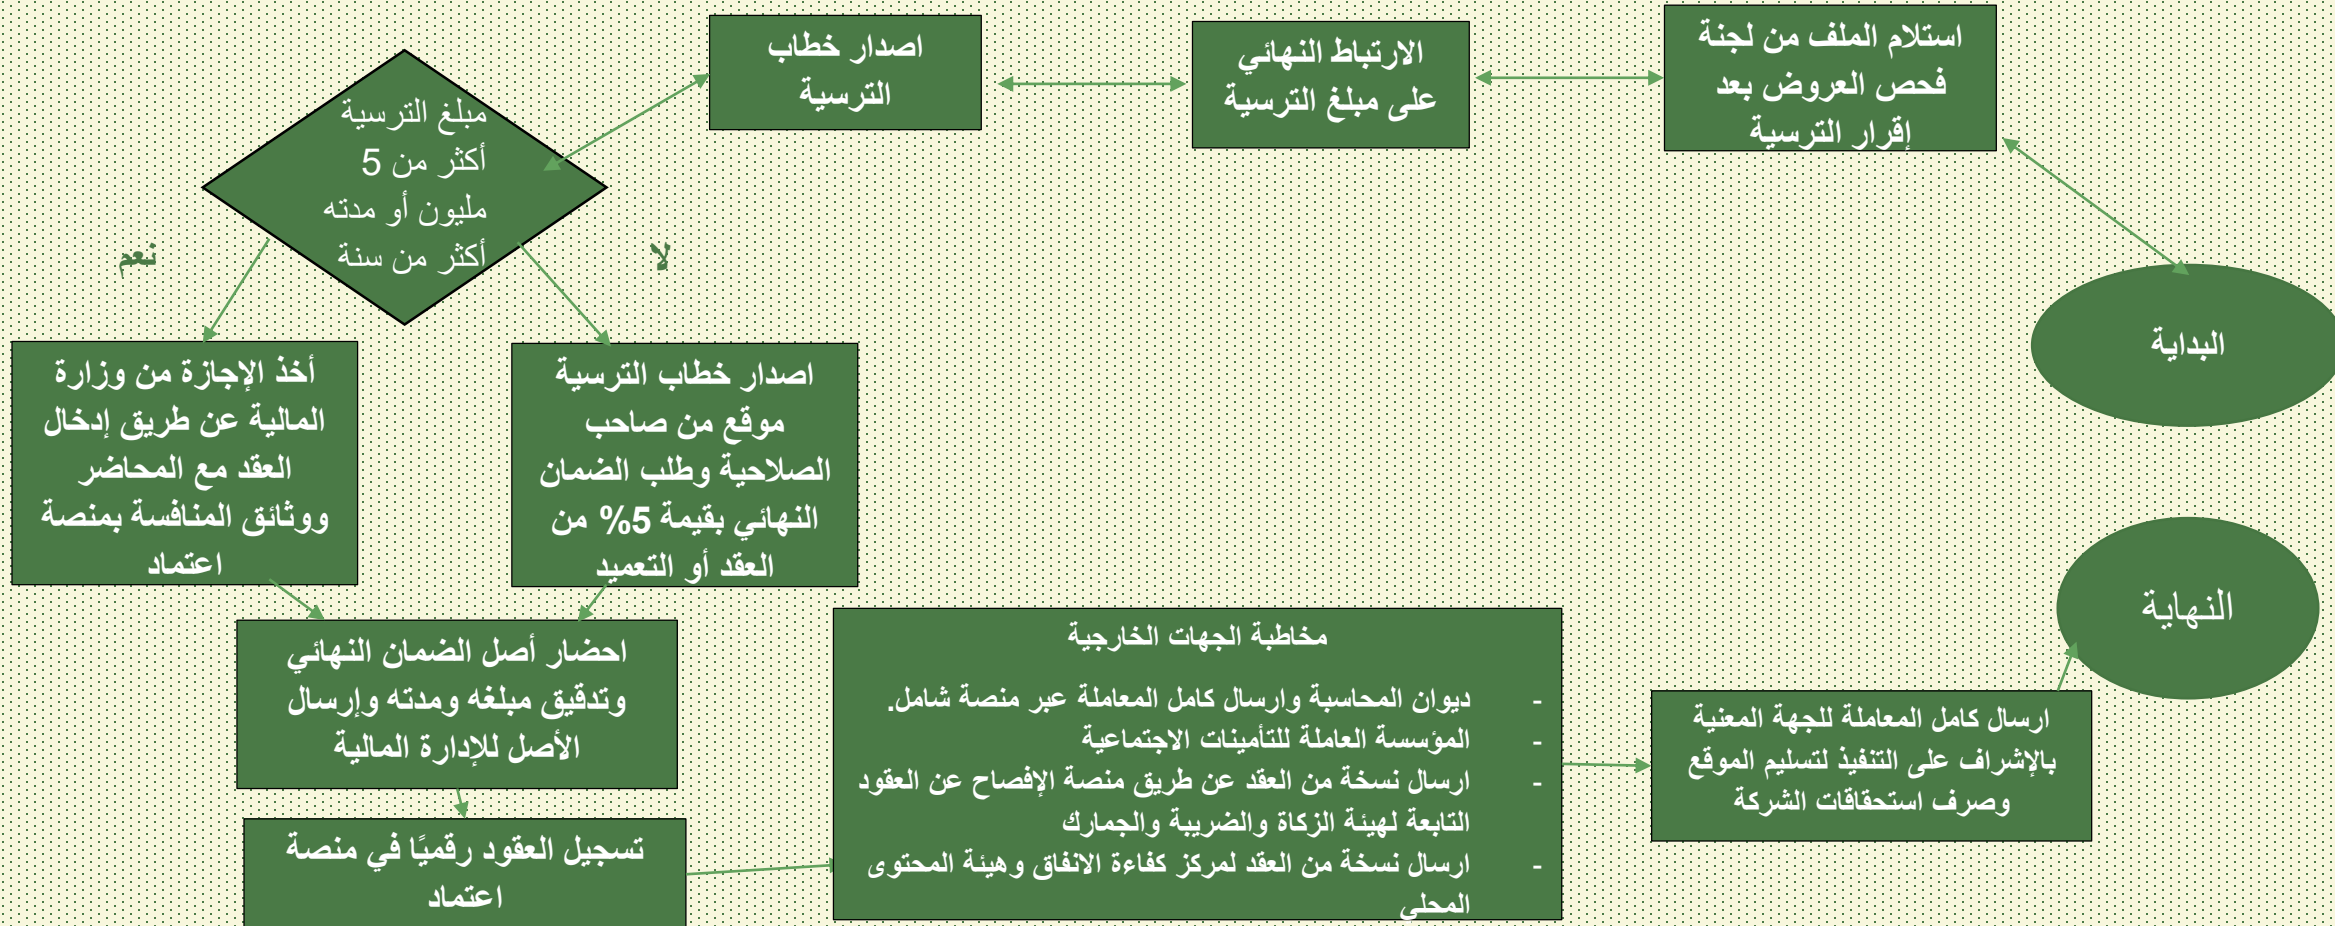 البداية
استلام الملف من لجنة
فحص العروض بعد
إقرار الترسية
الارتباط النهائي
على مبلغ الترسية
اصدار خطاب
الترسية
مبلغ الترسية
أكثر من 5
مليون أو مدته
أكثر من سنة
لا
نعم
اصدار خطاب الترسية
موقع من صاحب
الصلاحية وطلب الضمان
النهائي بقيمة 5% من
العقد أو التعميد
أخذ الإجازة من وزارة
المالية عن طريق إدخال
العقد مع المحاضر
ووثائق المنافسة بمنصة
اعتماد
احضار أصل الضمان النهائي
وتدقيق مبلغه ومدته وإرسال
الأصل للإدارة المالية
تسجيل العقود رقميًا في منصة
اعتماد
مخاطبة الجهات الخارجية
- ديوان المحاسبة وارسال كامل المعاملة عبر منصة شامل.
- المؤسسة العاملة للتأمينات الاجتماعية
- ارسال نسخة من العقد عن طريق منصة الإفصاح عن العقود
التابعة لهيئة الزكاة والضريبة والجمارك
- ارسال نسخة من العقد لمركز كفاءة الانفاق وهيئة المحتوى
المحلي
ارسال كامل المعاملة للجهة المعنية
بالإشراف على التنفيذ لتسليم الموقع
وصرف استحقاقات الشركة
النهاية